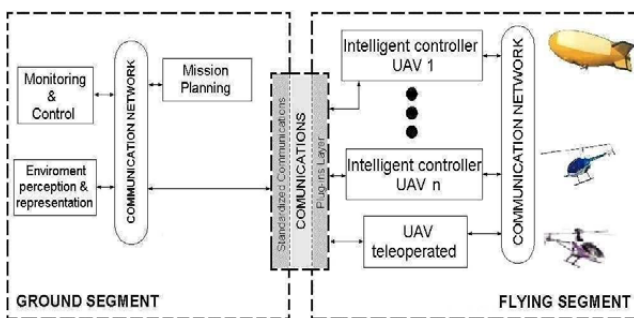 Monitoring
&
Control
Enviroment
perception &
representation
COMMUNICATION NETWORK
Mission
Planning
GROUND SEGMENT
Standardized Communications
COMUNICATIONS
Plug-ins Layer
Intelligent controller
UAV 1
Intelligent controller
UAV n
UAV
teleoperated
COMMUNICATION NETWORK
FLYING SEGMENT